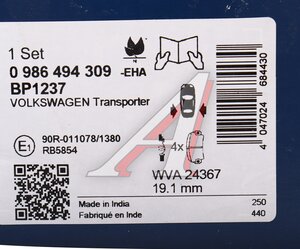 1 Set
0 986 494 309 -EHA
BP1237
VOLKSWAGEN Transporter
E1
90R-011078/1380
RB5854
4x
WVA 24367
19.1 mm
Made in India
Fabriqué en Inde
250
440
4 047024 684430